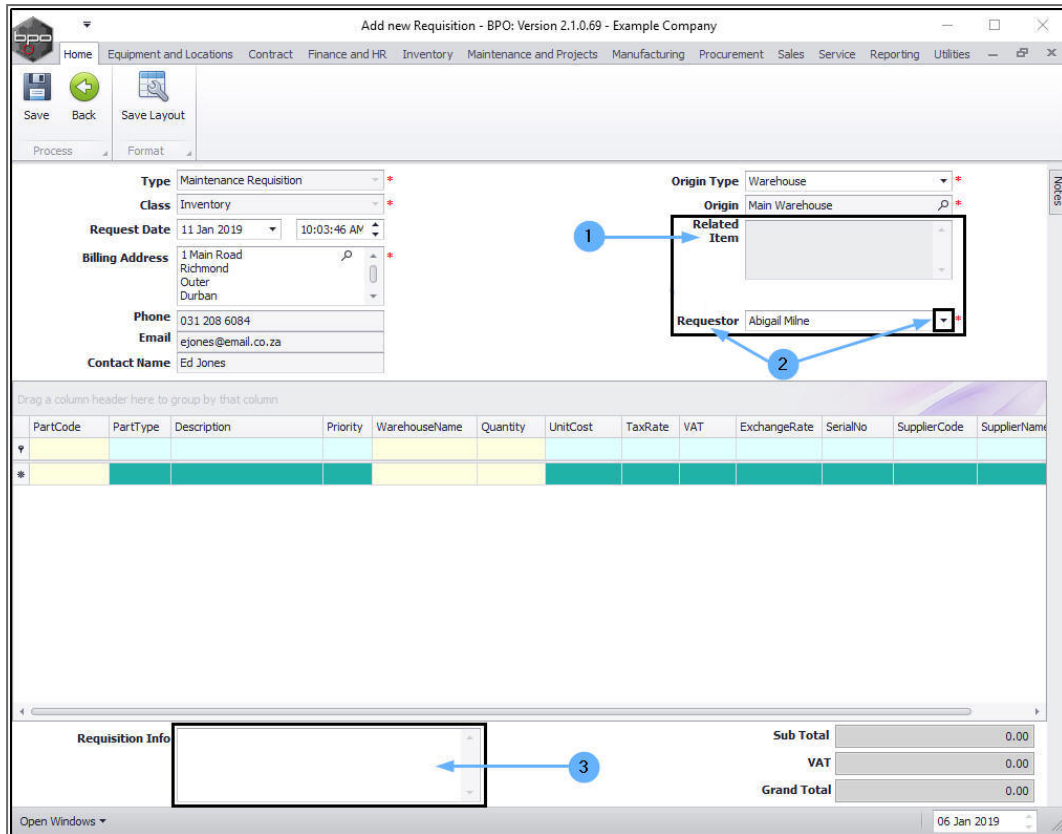 Add new Requisition - BPO: Version 2.1.0.69 - Example Company
bpo
Home Equipment and Locations Contract Finance and HR Inventory Maintenance and Projects Manufacturing Procurement Sales Service Reporting Utilities
Save Back Save Layout
Process Format
Type Maintenance Requisition * Origin Type Warehouse *
Notes
Class Inventory * Origin Main Warehouse *
Request Date 11 Jan 2019 10:03:46 AM
1 Related
Item
Billing Address 1 Main Road *
Richmond
Outer
Durban
Phone 031 208 6084 Requestor Abigail Milne *
Email ejones@email.co.za
2
Contact Name Ed Jones
Drag a column header here to group by that column
PartCode PartType Description Priority WarehouseName Quantity UnitCost TaxRate VAT ExchangeRate SerialNo SupplierCode SupplierName
Requisition Info Sub Total 0.00
3 VAT 0.00
Grand Total 0.00
Open Windows 06 Jan 2019